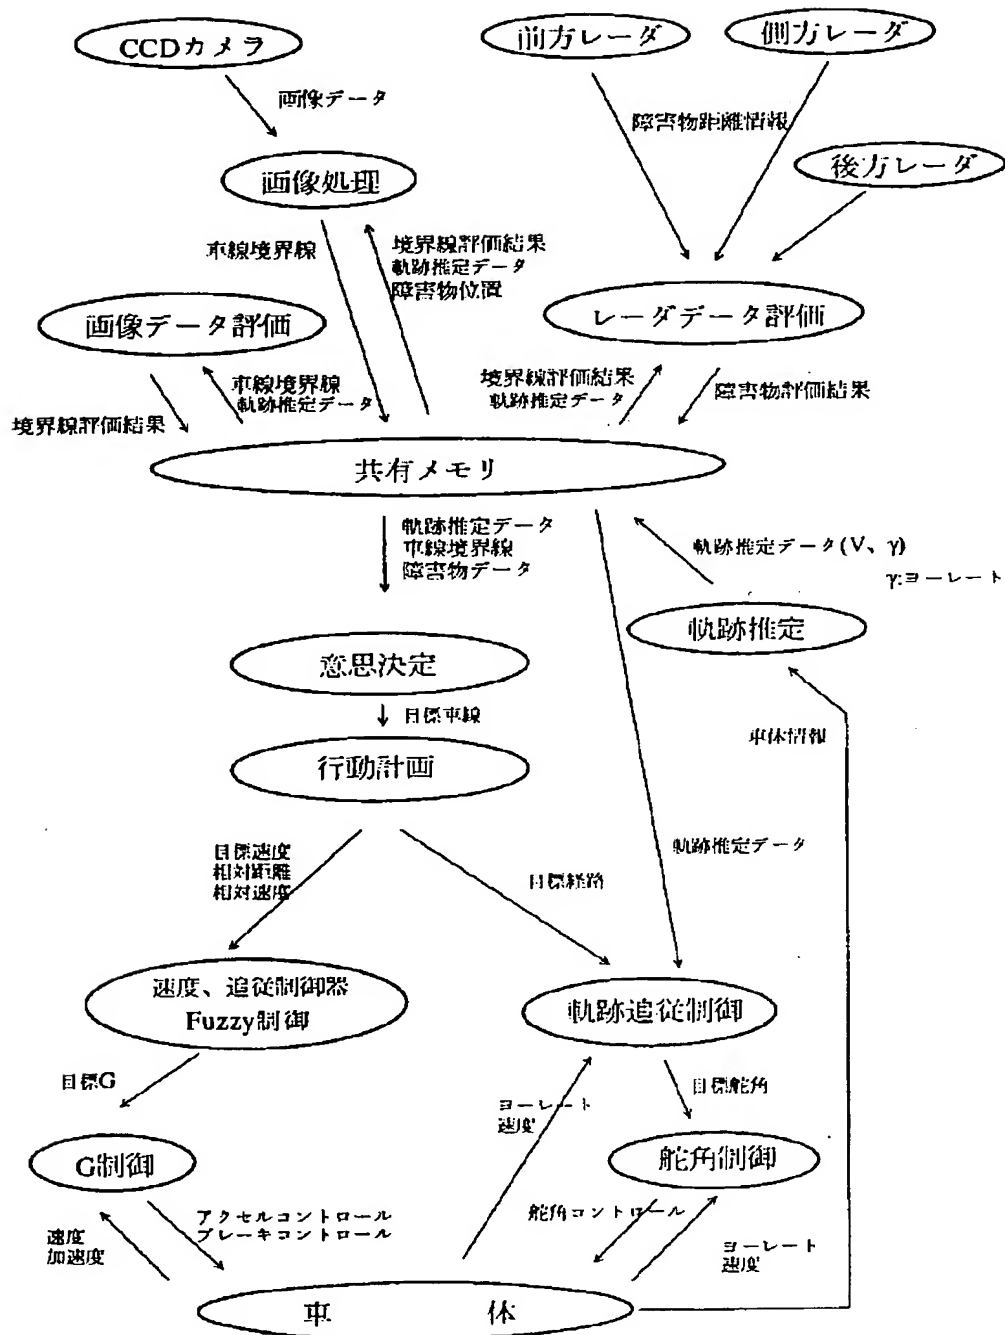 CCDカメラ
前方レーダ
側方レーダ
画像データ
障害物距離情報
後方レーダ
画像処理
車線境界線
境界線評価結果
軌跡推定データ
障害物位置
画像データ評価
レーダデータ評価
車線境界線
軌跡推定データ
境界線評価結果
境界線評価結果
軌跡推定データ
障害物評価結果
共有メモリ
軌跡推定データ
車線境界線
障害物データ
軌跡推定データ(V、γ)
γ:ヨーレート
軌跡推定
意思決定
目標車線
車体情報
行動計画
目標速度
相対距離
相対速度
目標経路
軌跡推定データ
速度、追従制御器
Fuzzy制御
軌跡追従制御
目標G
ヨーレート
速度
目標舵角
G制御
舵角制御
速度
加速度
アクセルコントロール
ブレーキコントロール
舵角コントロール
ヨーレート
速度
車 体